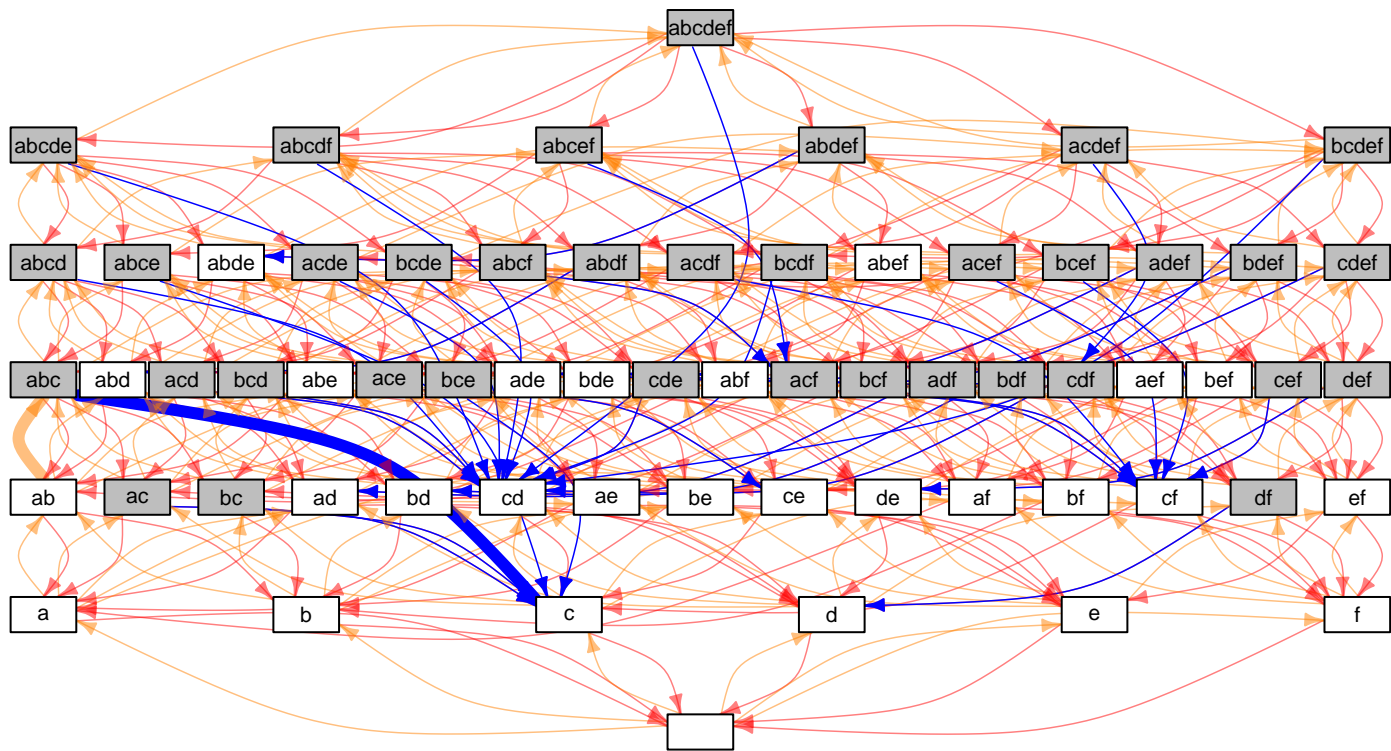 abcdef
abcde abcdf abcef abdef acdef bcdef
abcd abce abde acde bcde abcf abdf acdf bcdf abef acef bcef adef bdef cdef
abc abd acd bcd abe ace bce ade bde cde abf acf bcf adf bdf cdf aef bef cef def
ab ac bc ad bd cd ae be ce de af bf cf df ef
a b c d e f